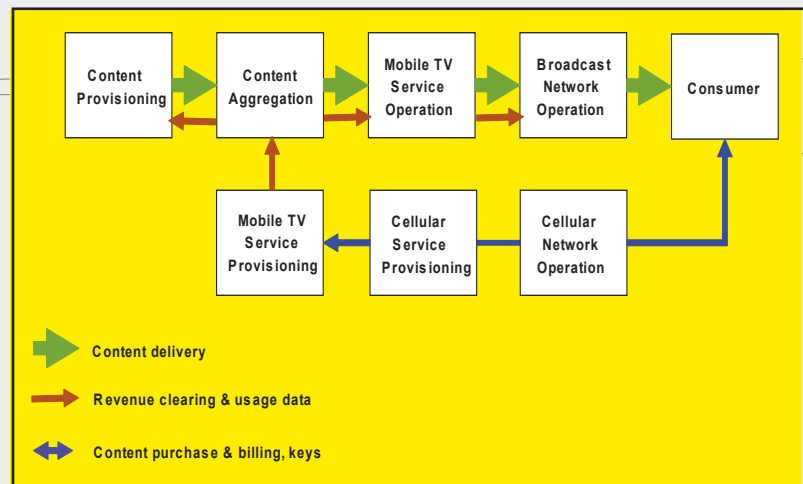 Content
Provisioning
Content
Aggregation
Mobile TV
Service
Operation
Broadcast
Network
Operation
Consumer
Mobile TV
Service
Provisioning
Cellular
Service
Provisioning
Cellular
Network
Operation
Content delivery
Revenue clearing & usage data
Content purchase & billing, keys